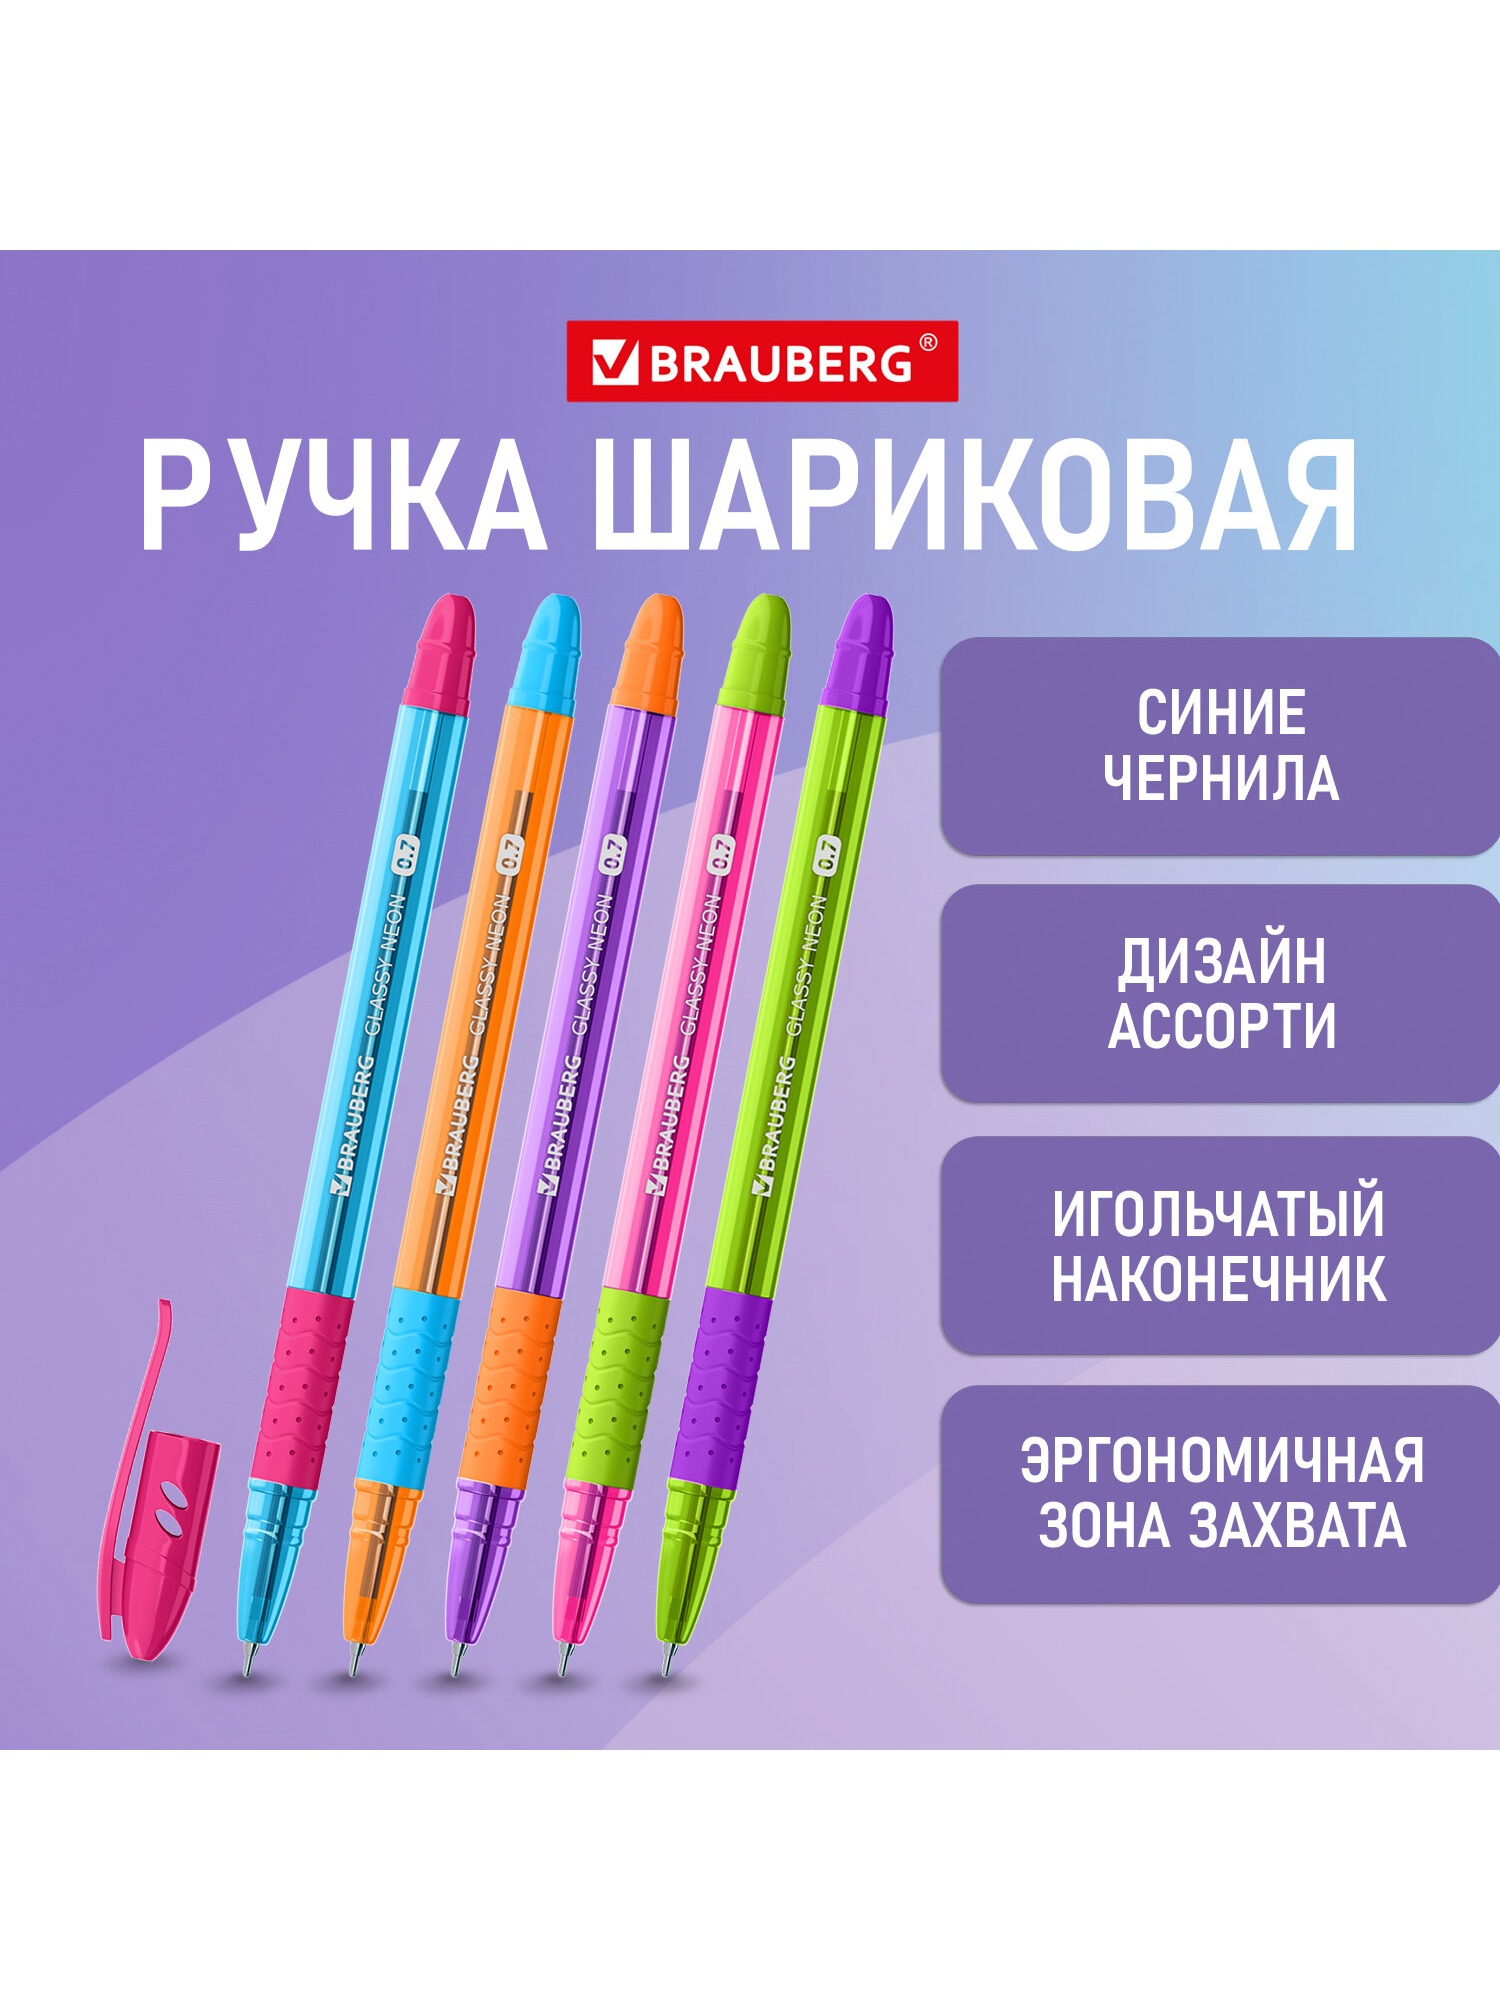 BRAUBERG®
РУЧКА ШАРИКОВАЯ
BRAUBERG GLASSY NEON 0.7
BRAUBERG GLASSY NEON 0.7
BRAUBERG GLASSY NEON 0.7
BRAUBERG GLASSY NEON 0.7
BRAUBERG GLASSY NEON 0.7
СИНИЕ
ЧЕРНИЛА
ДИЗАЙН
АССОРТИ
ИГОЛЬЧАТЫЙ
НАКОНЕЧНИК
ЭРГОНОМИЧНАЯ
ЗОНА ЗАХВАТА